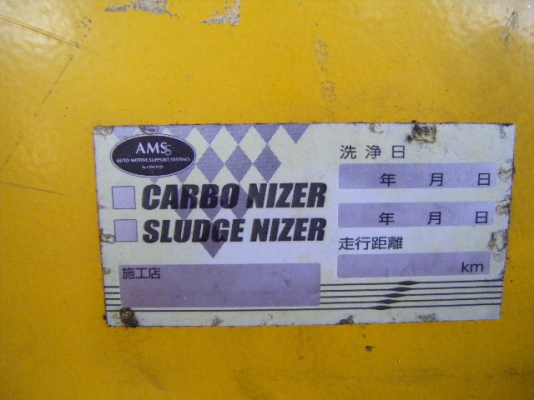 AMSS
AUTO MOTIVE SUPPORT SYSTEMS
CARBO NIZER
SLUDGE NIZER
施工店
洗浄日
年 月 日
年 月 日
走行距離
km